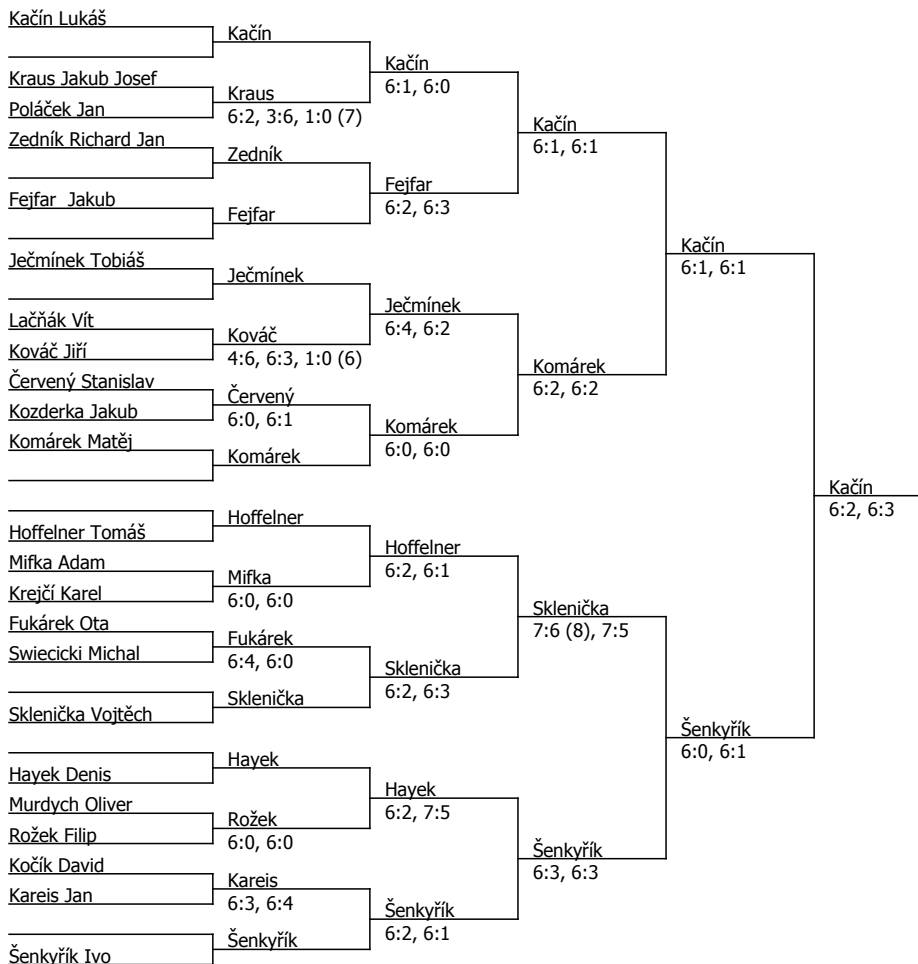 Kačín Lukáš
Kraus Jakub Josef
Poláček Jan
Zedník Richard Jan
Fejfar Jakub
Ječmínek Tobiáš
Lačňák Vít
Kováč Jiří
Červený Stanislav
Kozderka Jakub
Komárek Matěj
Hoffelner Tomáš
Mifka Adam
Krejčí Karel
Fukárek Ota
Swiecicki Michal
Sklenička Vojtěch
Hayek Denis
Murdych Oliver
Rožek Filip
Kočík David
Kareis Jan
Šenkyřík Ivo
Kačín
Kraus
6:2, 3:6, 1:0 (7)
Zedník
Fejfar
Ječmínek
Kováč
4:6, 6:3, 1:0 (6)
Červený
6:0, 6:1
Komárek
Hoffelner
Mifka
6:0, 6:0
Fukárek
6:4, 6:0
Sklenička
Hayek
Rožek
6:0, 6:0
Kareis
6:3, 6:4
Šenkyřík
Kačín
6:1, 6:0
Fejfar
6:2, 6:3
Ječmínek
6:4, 6:2
Komárek
6:0, 6:0
Hoffelner
6:2, 6:1
Sklenička
6:2, 6:3
Hayek
6:2, 7:5
Šenkyřík
6:2, 6:1
Kačín
6:1, 6:1
Komárek
6:2, 6:2
Sklenička
7:6 (8), 7:5
Šenkyřík
6:3, 6:3
Kačín
6:1, 6:1
Šenkyřík
6:0, 6:1
Kačín
6:2, 6:3